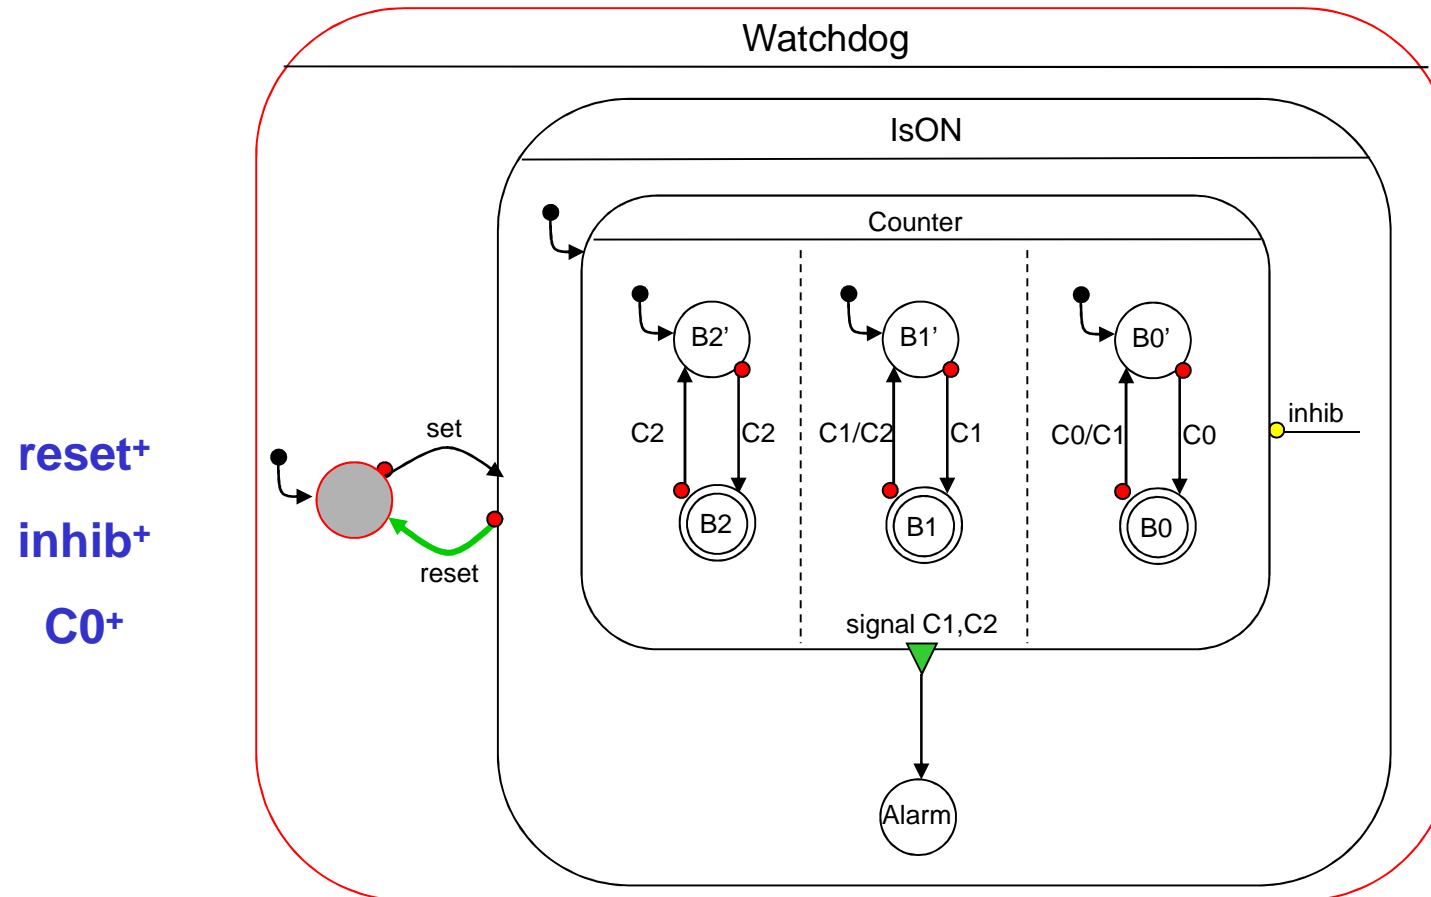 Watchdog
IsON
Counter
B2’ B1’ B0’
C2 C2 C1/C2 C1 C0/C1 C0
B2 B1 B0
inhib
set
reset
reset+
inhib+
C0+
signal C1,C2
Alarm